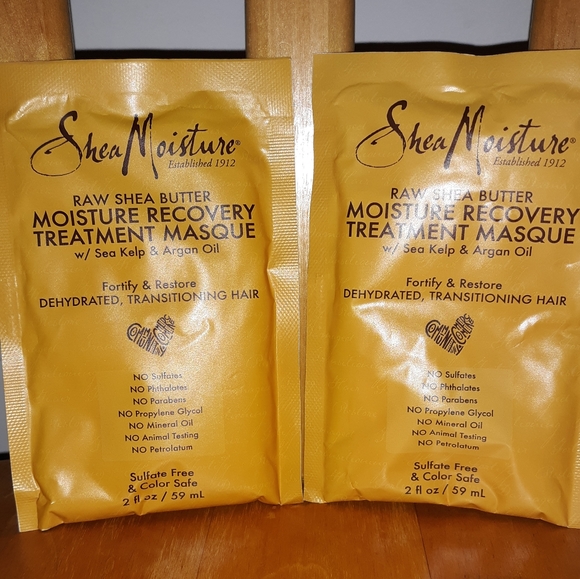 SheaMoisture®
Established 1912
RAW SHEA BUTTER
MOISTURE RECOVERY
TREATMENT MASQUE
w/ Sea Kelp & Argan Oil
Fortify & Restore
DEHYDRATED, TRANSITIONING HAIR
COMMUNITY COMMERCE
NO Sulfates
NO Phthalates
NO Parabens
NO Propylene Glycol
NO Mineral Oil
NO Animal Testing
NO Petrolatum
Sulfate Free
& Color Safe
2 fl oz / 59 mL
SheaMoisture®
Established 1912
RAW SHEA BUTTER
MOISTURE RECOVERY
TREATMENT MASQUE
w/ Sea Kelp & Argan Oil
Fortify & Restore
DEHYDRATED, TRANSITIONING HAIR
COMMUNITY COMMERCE
NO Sulfates
NO Phthalates
NO Parabens
NO Propylene Glycol
NO Mineral Oil
NO Animal Testing
NO Petrolatum
Sulfate Free
& Color Safe
2 fl oz / 59 mL